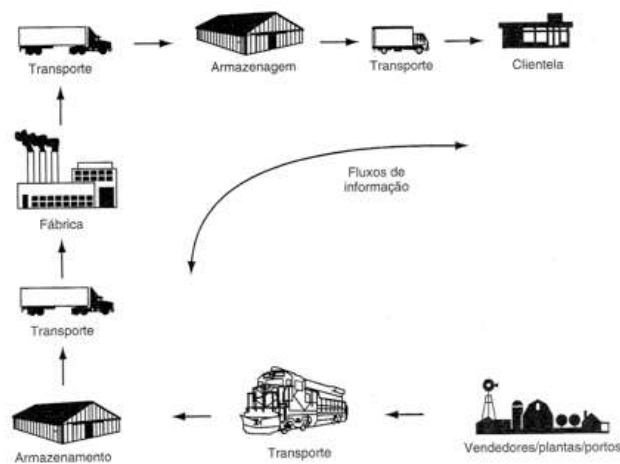 Transporte
Armazenagem
Transporte
Clientela
Fluxos de
informação
Fábrica
Transporte
Armazenamento
Transporte
Vendedores/plantas/portos